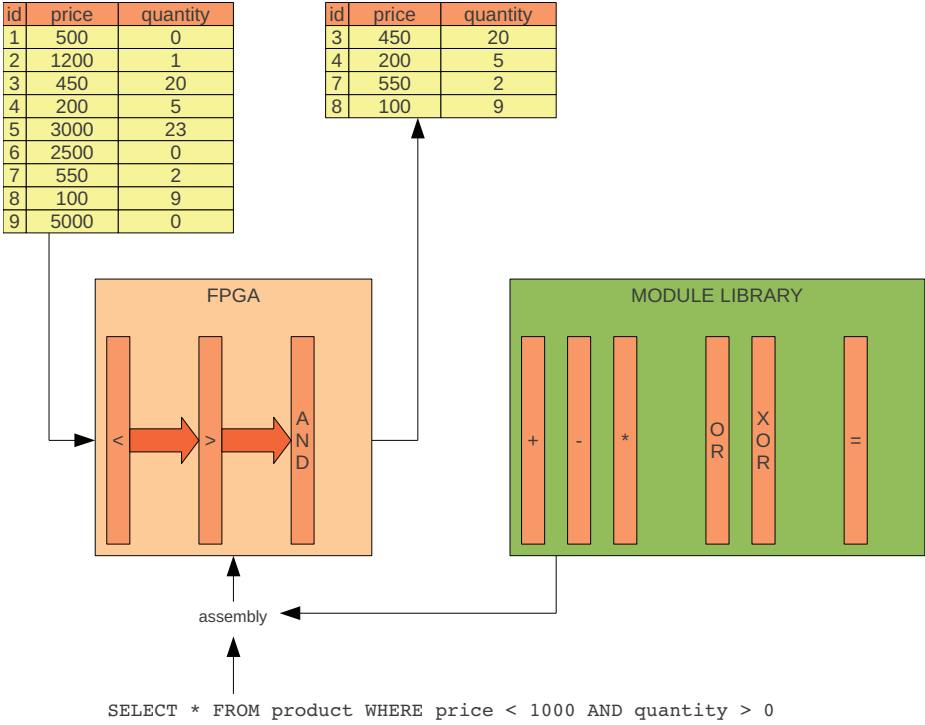 id price quantity
1 500 0
2 1200 1
3 450 20
4 200 5
5 3000 23
6 2500 0
7 550 2
8 100 9
9 5000 0
id price quantity
3 450 20
4 200 5
7 550 2
8 100 9
FPGA
<
>
AND
MODULE LIBRARY
+
-
*
OR
XOR
=
assembly
SELECT * FROM product WHERE price < 1000 AND quantity > 0